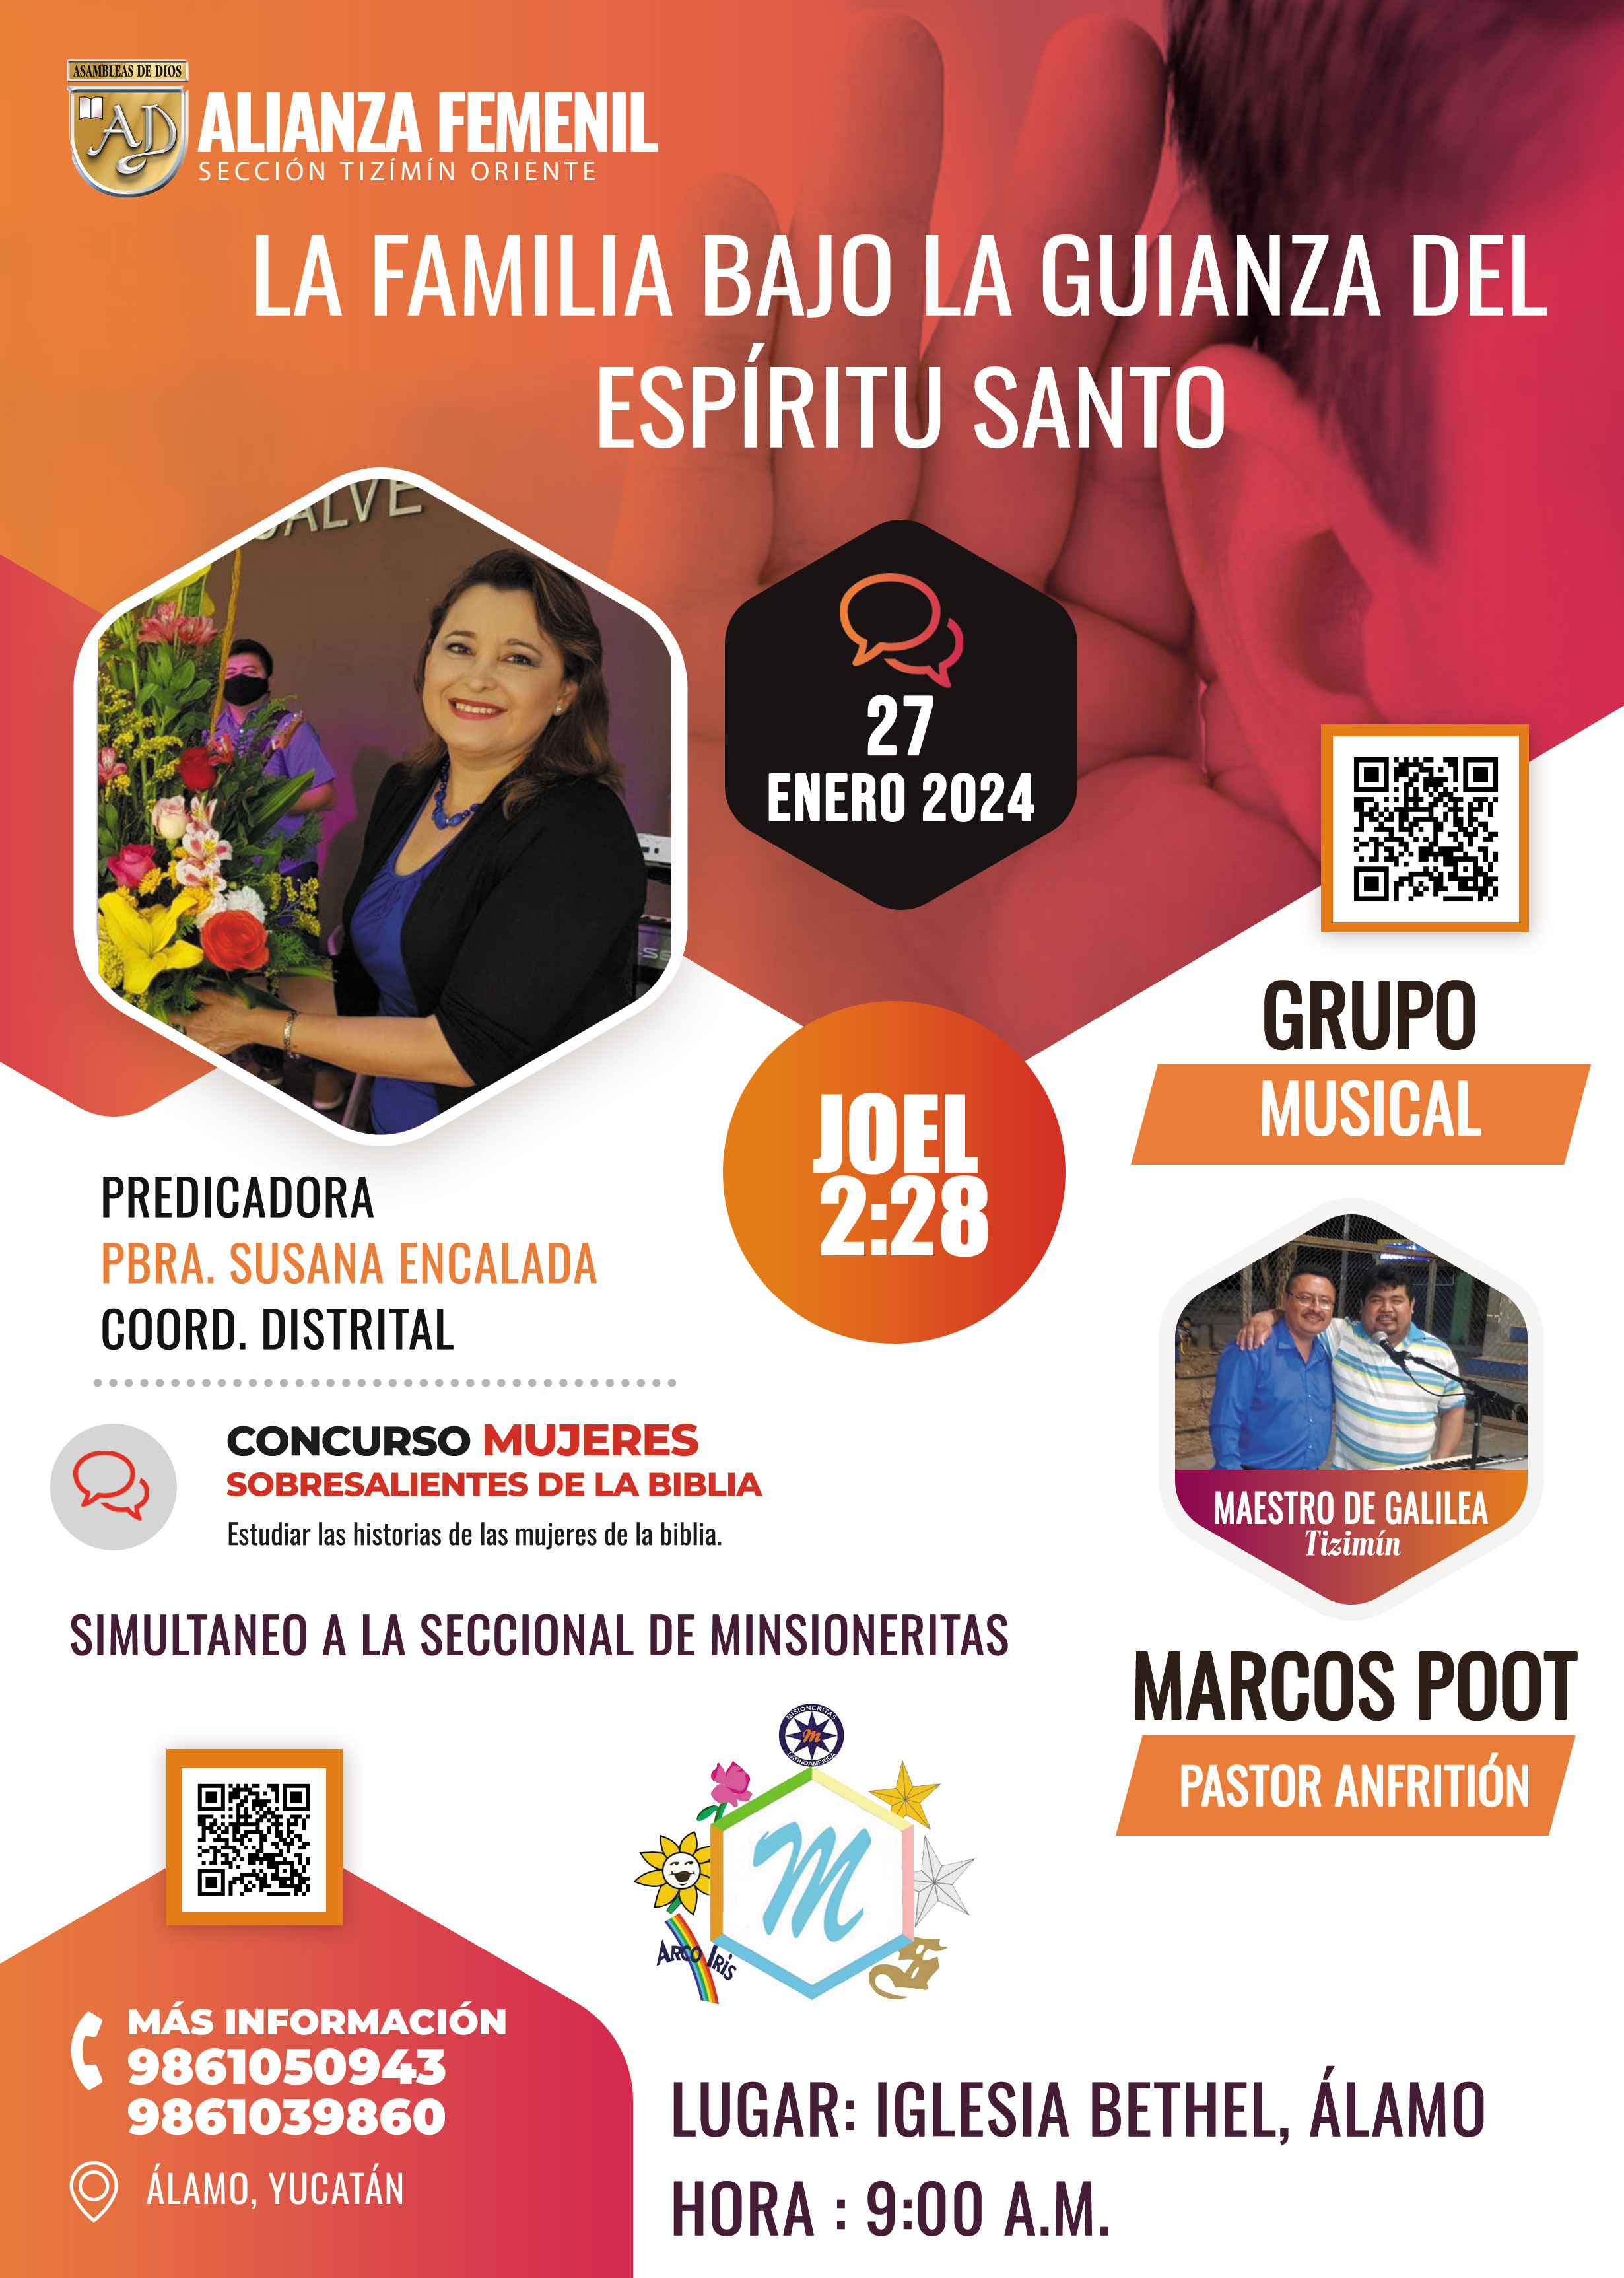 ASAMBLEAS DE DIOS
AD
ALIANZA FEMENIL
SECCIÓN TIZÍMÍN ORIENTE
LA FAMILIA BAJO LA GUIANZA DEL
ESPÍRITU SANTO
SALVE
27
ENERO 2024
GRUPO
MUSICAL
JOEL
2:28
PREDICADORA
PBRA. SUSANA ENCALADA
COORD. DISTRITAL
CONCURSO MUJERES
SOBRESALIENTES DE LA BIBLIA
Estudiar las historias de las mujeres de la biblia.
MAESTRO DE GALILEA
Tizimín
SIMULTANEO A LA SECCIONAL DE MINSIONERITAS
MARCOS POOT
PASTOR ANFRITIÓN
MISIONERITAS
m
LATINOAMERICA
M
ARCO IRIS
MÁS INFORMACIÓN
9861050943
9861039860
ÁLAMO, YUCATÁN
LUGAR: IGLESIA BETHEL, ÁLAMO
HORA : 9:00 A.M.